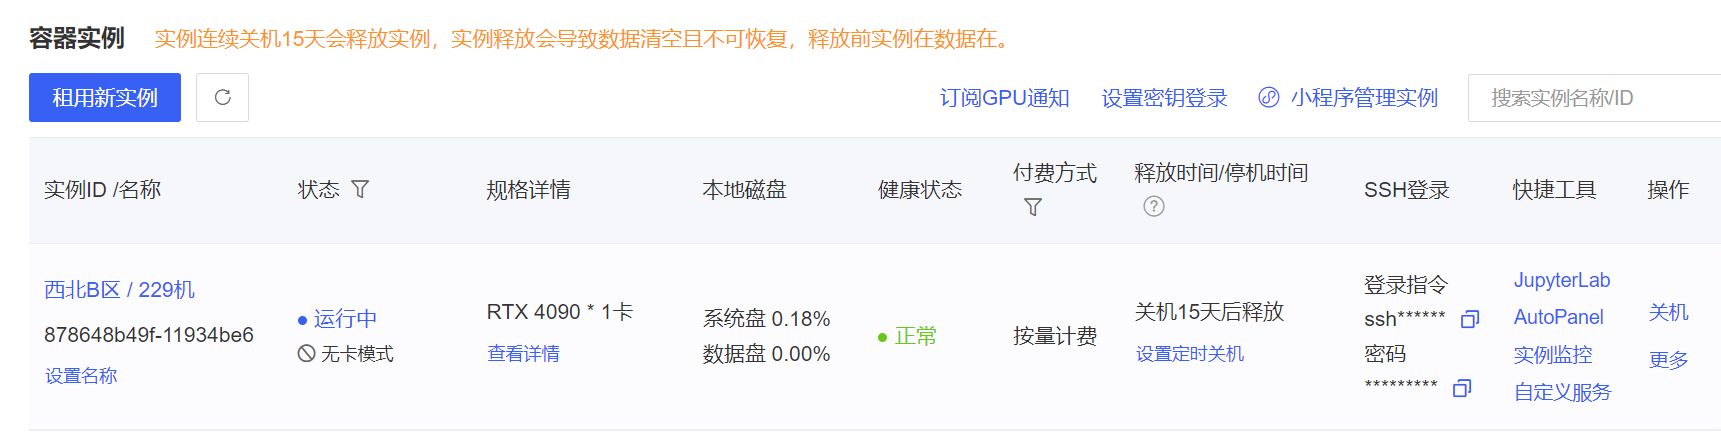 容器实例 实例连续关机15天会释放实例，实例释放会导致数据清空且不可恢复，释放前实例在数据在。
租用新实例 订阅GPU通知 设置密钥登录 小程序管理实例 搜索实例名称/ID
实例ID /名称 状态 规格详情 本地磁盘 健康状态 付费方式 释放时间/停机时间 SSH登录 快捷工具 操作
西北B区 / 229机
878648b49f-11934be6
设置名称
运行中
无卡模式
RTX 4090 * 1卡
查看详情
系统盘 0.18%
数据盘 0.00%
正常
按量计费
关机15天后释放
设置定时关机
登录指令
ssh******
密码
*********
JupyterLab
AutoPanel
实例监控
自定义服务
关机
更多